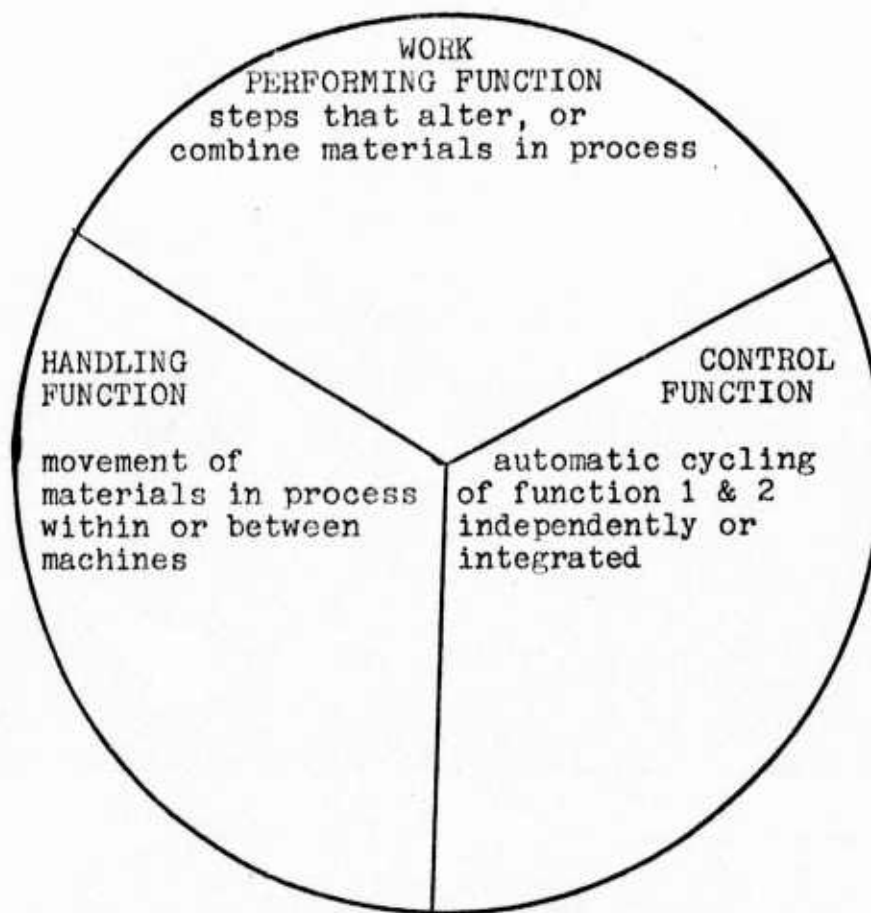 WORK
PERFORMING FUNCTION
steps that alter, or
combine materials in process
HANDLING
FUNCTION
movement of
materials in process
within or between
machines
CONTROL
FUNCTION
automatic cycling
of function 1 & 2
independently or
integrated